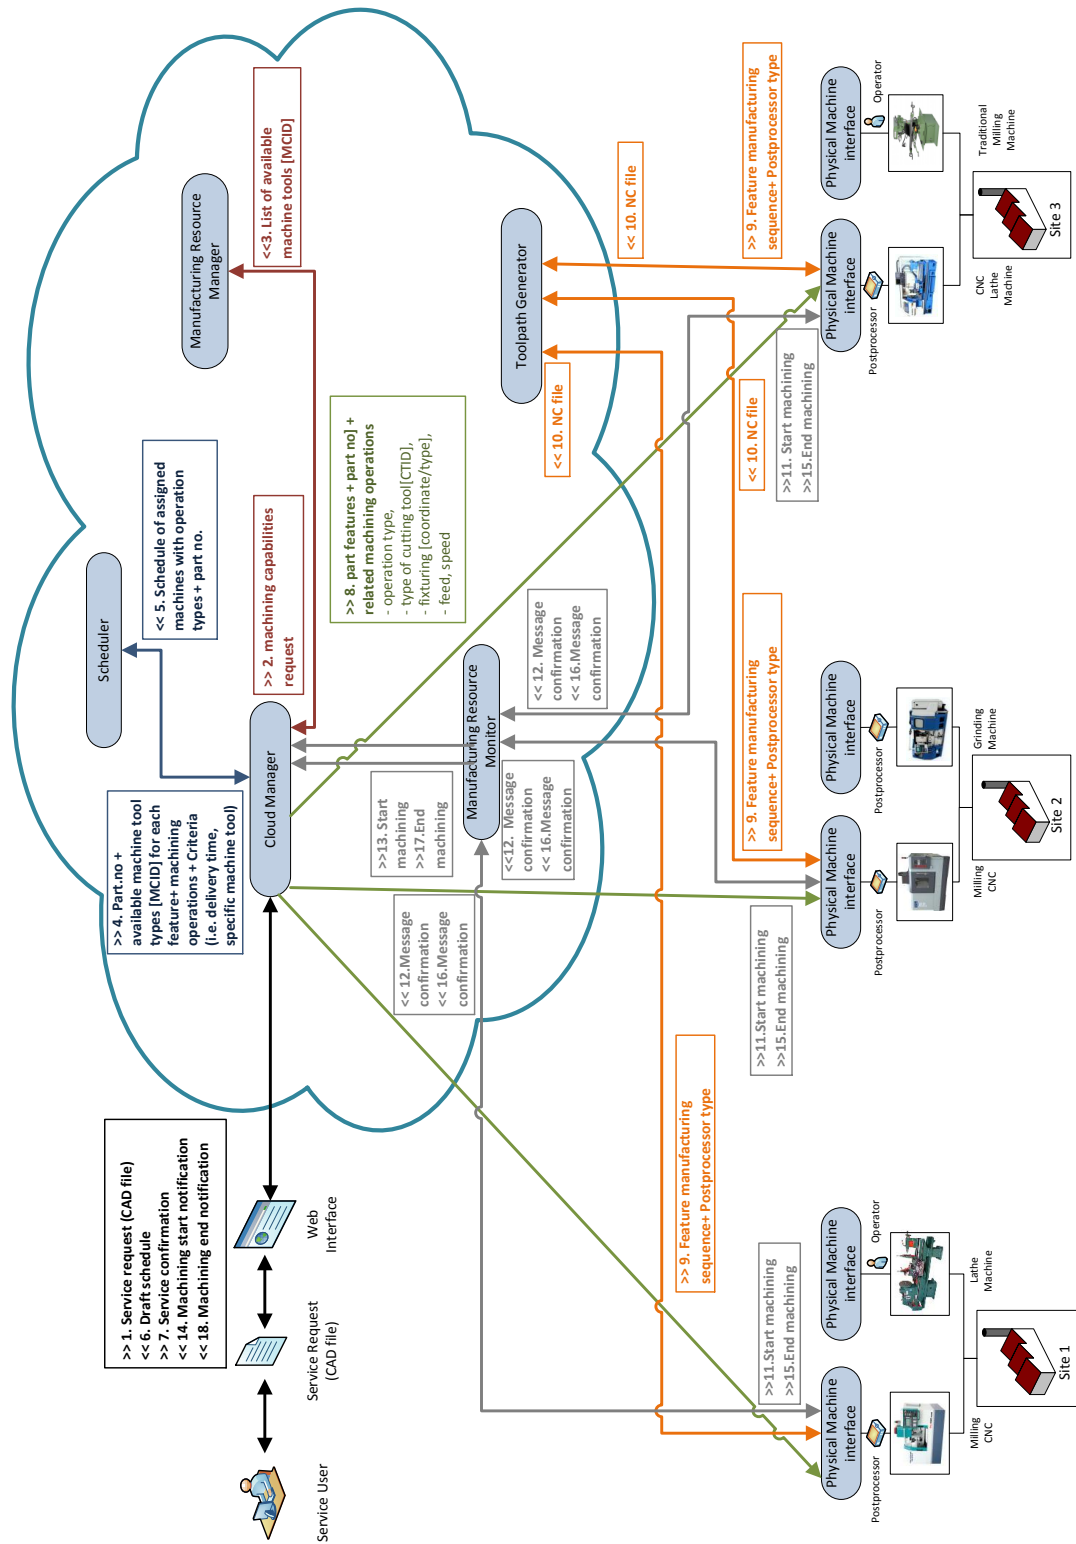 >> 1. Service request (CAD file)
<< 6. Draft schedule
>> 7. Service confirmation
<< 14. Machining start notification
<< 18. Machining end notification
Service User
Service Request
(CAD file)
Web
Interface
>> 4. Part.no +
available machine tool
types [MCID] for each
feature+ machining
operations + Criteria
(i.e. delivery time,
specific machine tool)
Scheduler
<< 5. Schedule of assigned
machines with operation
types + part no.
Cloud Manager
>> 2. machining capabilities
request
Manufacturing Resource
Manager
<<3. List of available
machine tools [MCID]
>> 8. part features + part no] +
related machining operations
- operation type,
- type of cutting tool[CTID],
- fixturing [coordinate/type],
- feed, speed
>>13. Start
machining
>>17.End
machining
Manufacturing Resource
Monitor
<< 12.Message
confirmation
<< 16.Message
confirmation
<<12. Message
confirmation
<< 16.Message
confirmation
<< 12. Message
confirmation
<< 16.Message
confirmation
Toolpath Generator
<< 10. NC file
<< 10. NC file
<< 10. NC file
>> 9. Feature manufacturing
sequence+ Postprocessor type
>> 9. Feature manufacturing
sequence+ Postprocessor type
>> 9. Feature manufacturing
sequence+ Postprocessor type
>>11.Start machining
>>15.End machining
>>11.Start machining
>>15.End machining
>>11. Start machining
>>15.End machining
Physical Machine
interface
Postprocessor
Milling
CNC
Physical Machine
interface
Operator
Lathe
Machine
Site 1
Physical Machine
interface
Postprocessor
Milling
CNC
Physical Machine
interface
Postprocessor
Grinding
Machine
Site 2
Physical Machine
interface
Postprocessor
CNC
Lathe
Machine
Physical Machine
interface
Operator
Traditional
Milling
Machine
Site 3